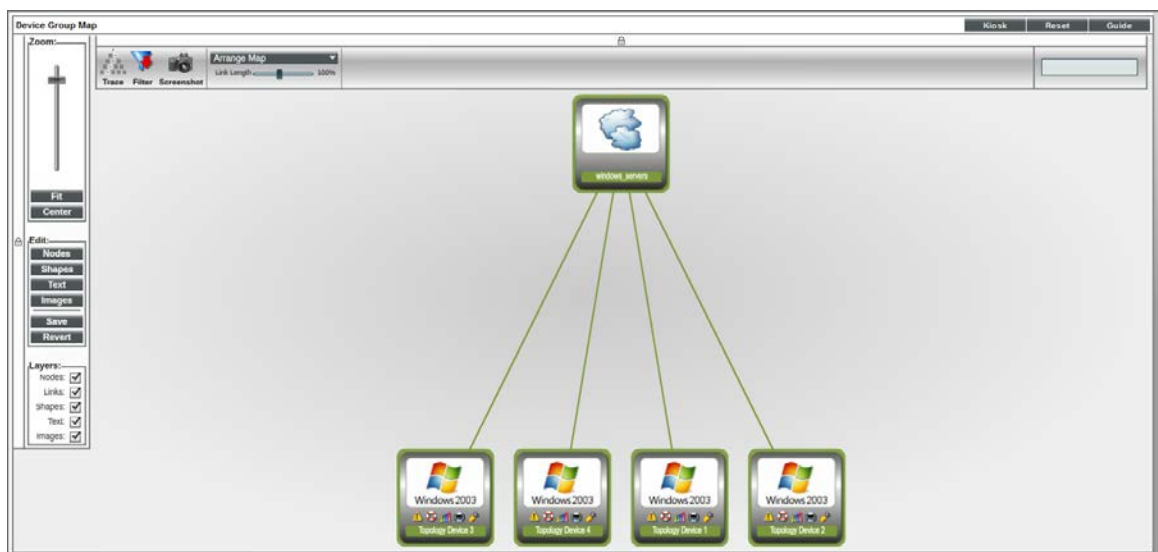 Device Group Map
Kiosk Reset Guide
Zoom:
Trace Filter Screenshot
Arrange Map
Link Length 100%
Fit
Center
Edit:
Nodes
Shapes
Text
Images
Save
Revert
Layers:
Nodes:
Links:
Shapes:
Text:
Images:
windows_servers
Windows 2003 Windows 2003 Windows 2003 Windows 2003
Topology Device 3 Topology Device 4 Topology Device 1 Topology Device 2